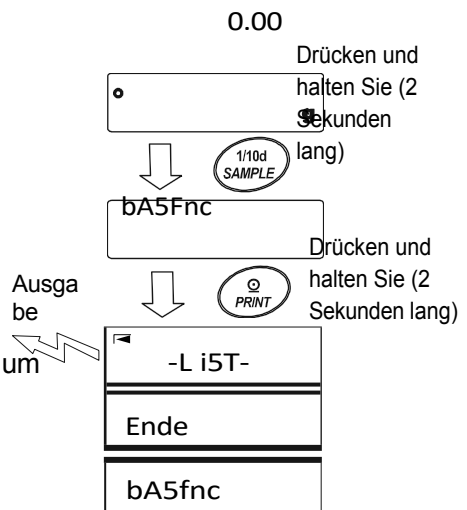 0.00
Drücken und
halten Sie (2
Sekunden
lang)
1/10d
SAMPLE
bA5Fnc
Drücken und
halten Sie (2
Sekunden lang)
PRINT
Ausga
be
um
-L i5T-
Ende
bA5fnc